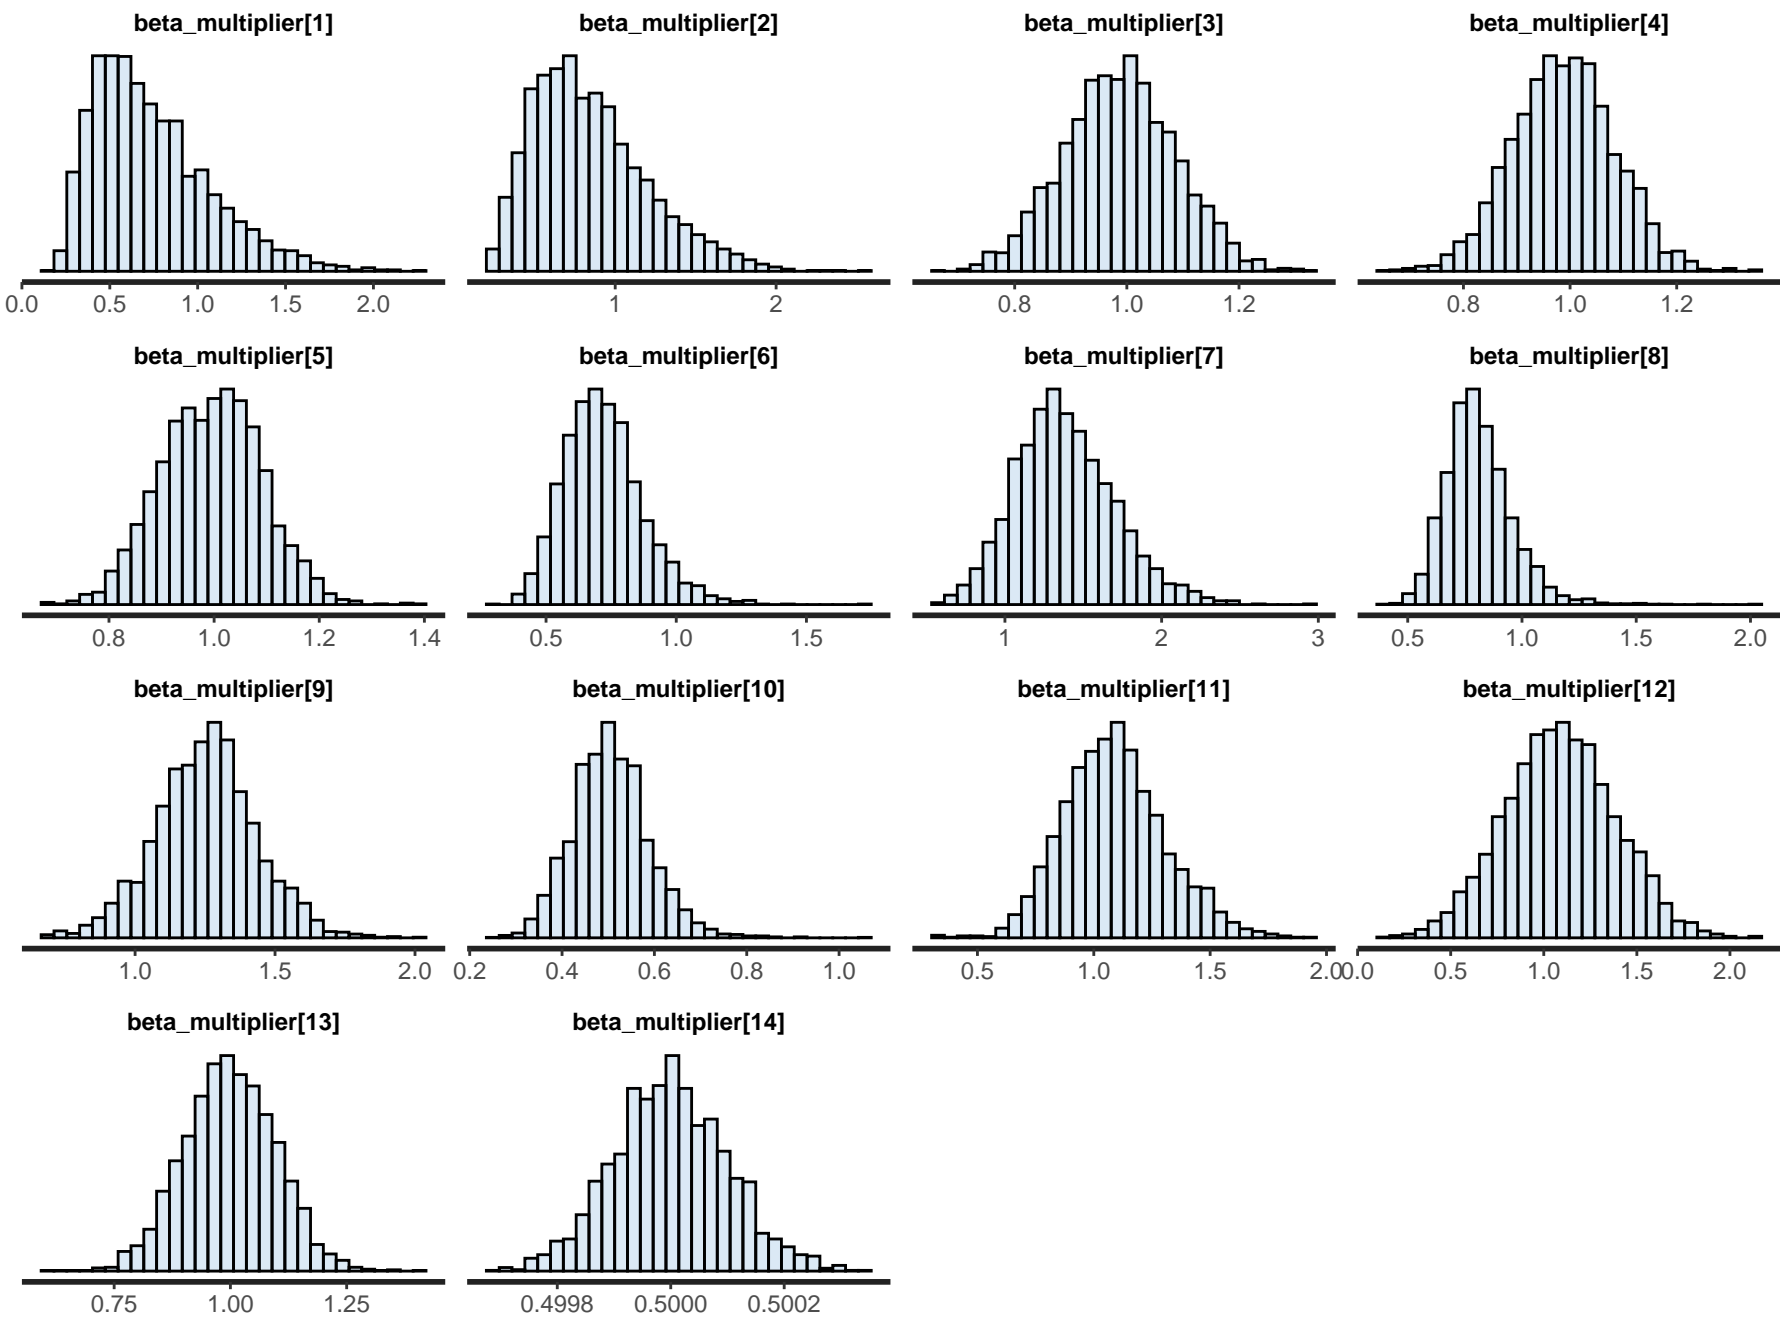 beta_multiplier[1] beta_multiplier[2] beta_multiplier[3] beta_multiplier[4]
0.0 0.5 1.0 1.5 2.0 1 2 0.8 1.0 1.2 0.8 1.0 1.2
beta_multiplier[5] beta_multiplier[6] beta_multiplier[7] beta_multiplier[8]
0.8 1.0 1.2 1.4 0.5 1.0 1.5 1 2 3 0.5 1.0 1.5 2.0
beta_multiplier[9] beta_multiplier[10] beta_multiplier[11] beta_multiplier[12]
1.0 1.5 2.0 0.2 0.4 0.6 0.8 1.0 0.5 1.0 1.5 2.0 0.0 0.5 1.0 1.5 2.0
beta_multiplier[13] beta_multiplier[14]
0.75 1.00 1.25 0.4998 0.5000 0.5002